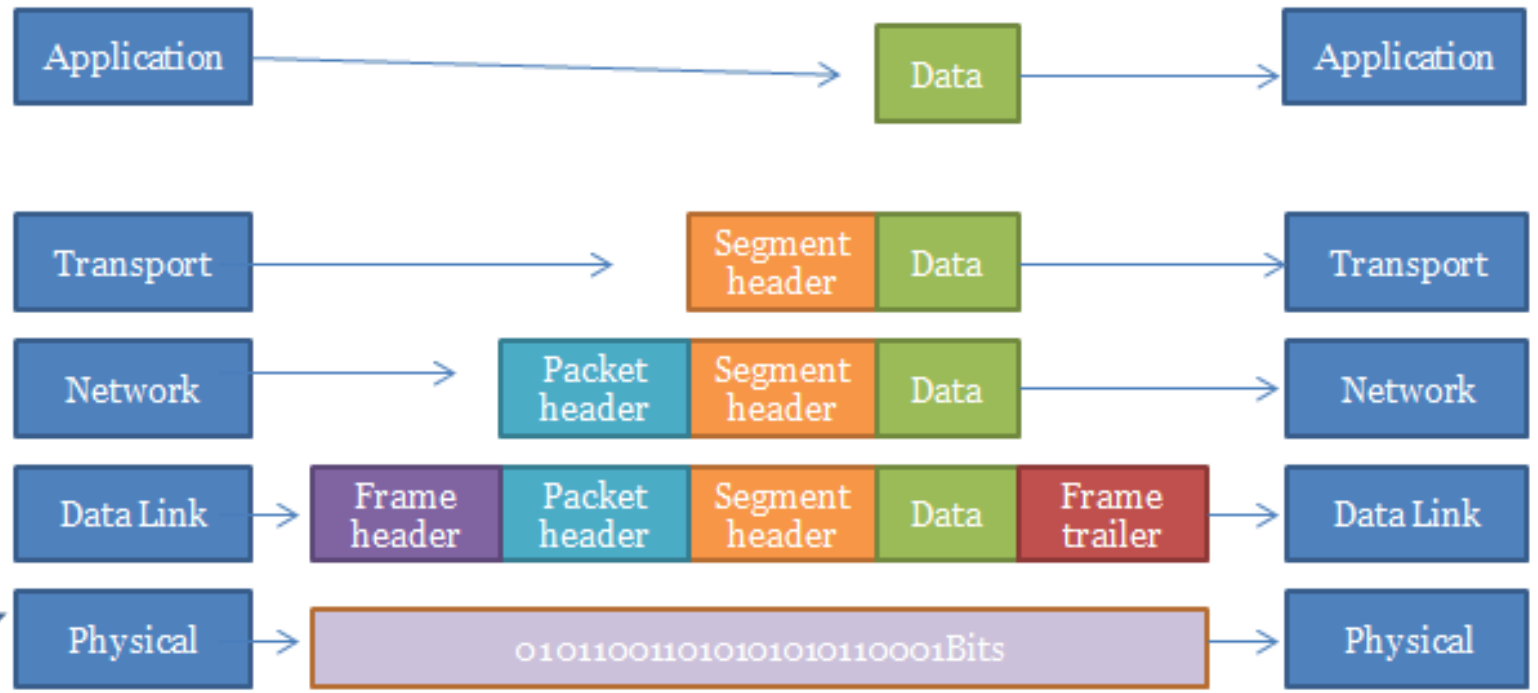 Application
Data
Application
Transport
Segment
header
Data
Transport
Network
Packet
header
Segment
header
Data
Network
Data Link
Frame
header
Packet
header
Segment
header
Data
Frame
trailer
Data Link
Physical
010110011010101010110001Bits
Physical